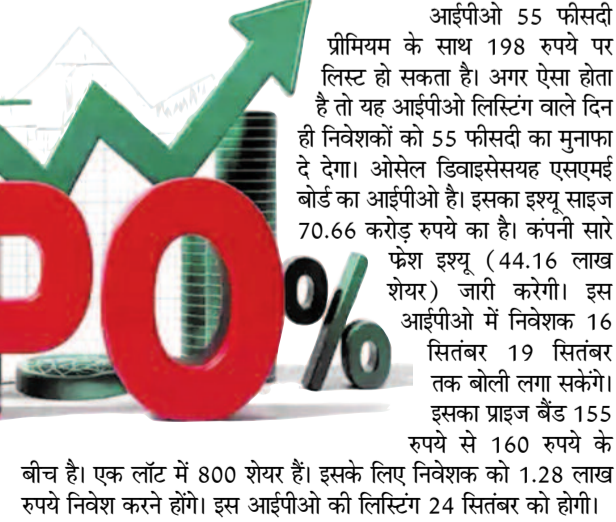 आईपीओ 55 फीसदी
प्रीमियम के साथ 198 रुपये पर
लिस्ट हो सकता है। अगर ऐसा होता
है तो यह आईपीओ लिस्टिंग वाले दिन
ही निवेशकों को 55 फीसदी का मुनाफा
दे देगा। ओसेल डिवाइसेसयह एसएमई
बोर्ड का आईपीओ है। इसका इश्यू साइज
70.66 करोड़ रुपये का है। कंपनी सारे
फ्रेश इश्यू (44.16 लाख
शेयर) जारी करेगी। इस
आईपीओ में निवेशक 16
सितंबर 19 सितंबर
तक बोली लगा सकेंगे।
इसका प्राइज बैंड 155
रुपये से 160 रुपये के
बीच है। एक लॉट में 800 शेयर हैं। इसके लिए निवेशक को 1.28 लाख
रुपये निवेश करने होंगे। इस आईपीओ की लिस्टिंग 24 सितंबर को होगी।
PO
%